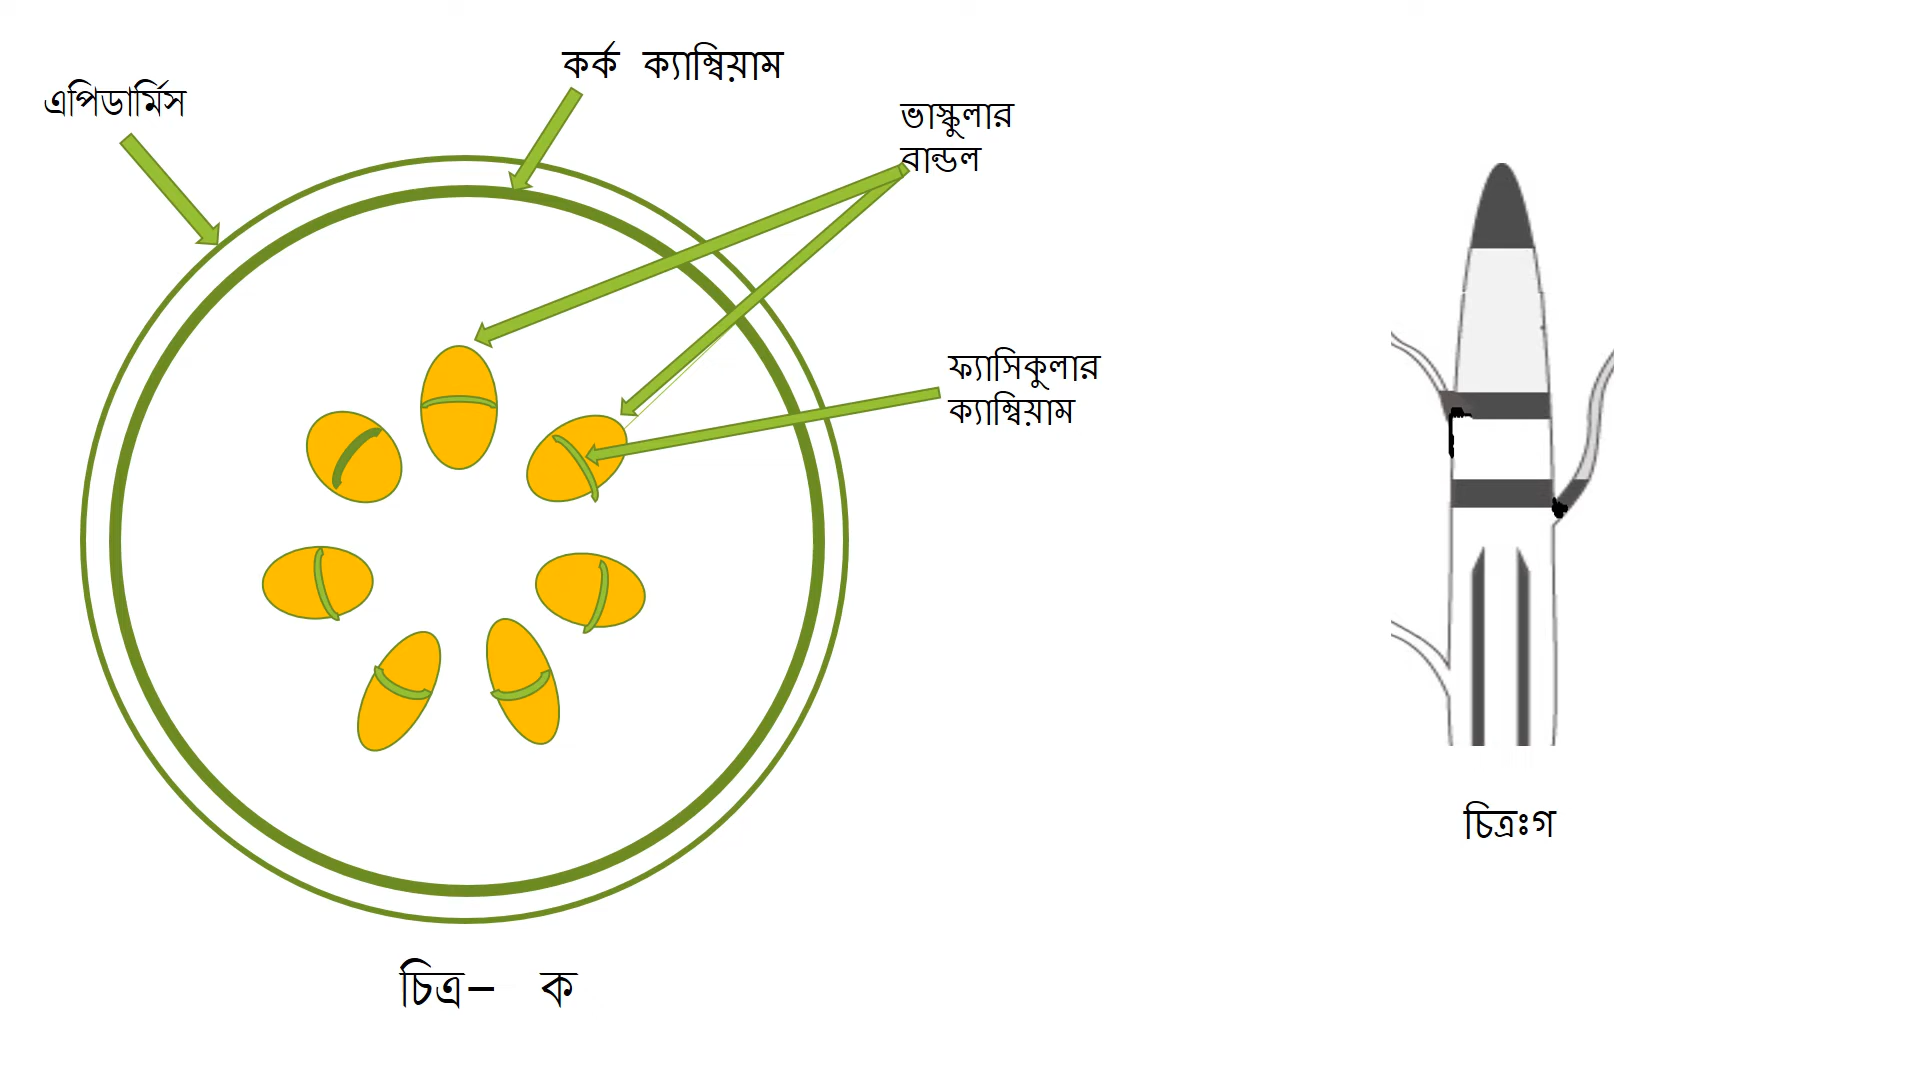 কর্ক ক্যাম্বিয়াম
এপিডার্মিস
ভাস্কুলার
বান্ডল
ফ্যাসিকুলার
ক্যাম্বিয়াম
চিত্রঃগ
চিত্র– ক